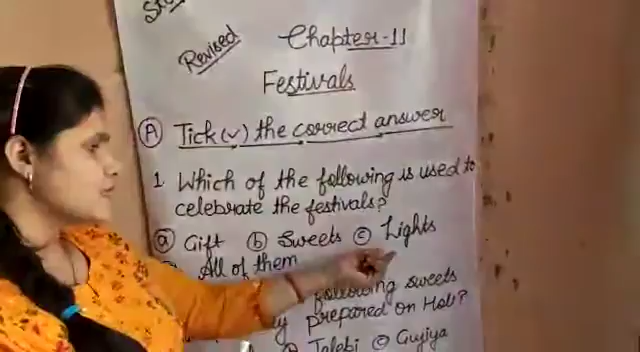 Revised Chapter-11
Festivals
Ⓐ Tick(✓) the correct answer
1 Which of the following is used to
celebrate the festivals?
ⓐ Gift ⓑ Sweets ⓒ Lights
All of them
following sweets
prepared on Holi?
Jalebi ⓒ Gujiya